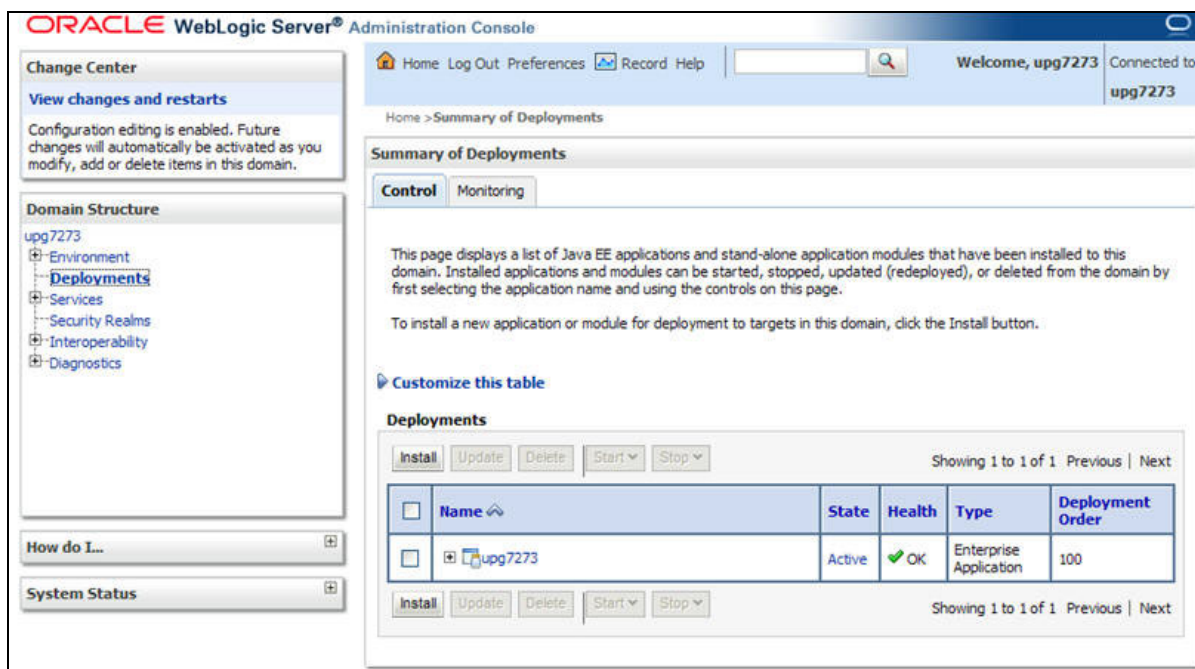 ORACLE WebLogic Server® Administration Console
Change Center
View changes and restarts
Configuration editing is enabled. Future
changes will automatically be activated as you
modify, add or delete items in this domain.
Domain Structure
upg7273
Environment
Deployments
Services
Security Realms
Interoperability
Diagnostics
How do I...
System Status
Home Log Out Preferences Record Help
Welcome, upg7273
Connected to
upg7273
Home >Summary of Deployments
Summary of Deployments
Control Monitoring
This page displays a list of Java EE applications and stand-alone application modules that have been installed to this
domain. Installed applications and modules can be started, stopped, updated (redeployed), or deleted from the domain by
first selecting the application name and using the controls on this page.
To install a new application or module for deployment to targets in this domain, click the Install button.
Customize this table
Deployments
Install Update Delete Start Stop Showing 1 to 1 of 1 Previous | Next
Name State Health Type Deployment
Order
upg7273 Active OK Enterprise
Application 100
Install Update Delete Start Stop Showing 1 to 1 of 1 Previous | Next